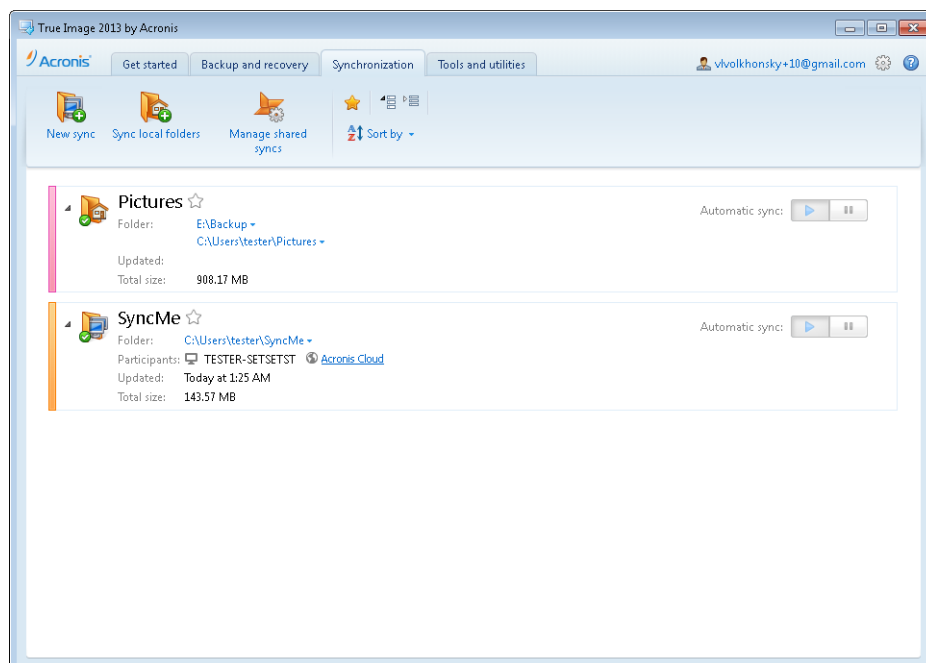 True Image 2013 by Acronis
Acronis Get started Backup and recovery Synchronization Tools and utilities vlvolkhonsky+10@gmail.com
New sync Sync local folders Manage shared syncs Sort by
Pictures Automatic sync:
Folder: E:\Backup
C:\Users\tester\Pictures
Updated:
Total size: 908.17 MB
SyncMe Automatic sync:
Folder: C:\Users\tester\SyncMe
Participants: TESTER-SETSETST Acronis Cloud
Updated: Today at 1:25 AM
Total size: 143.57 MB